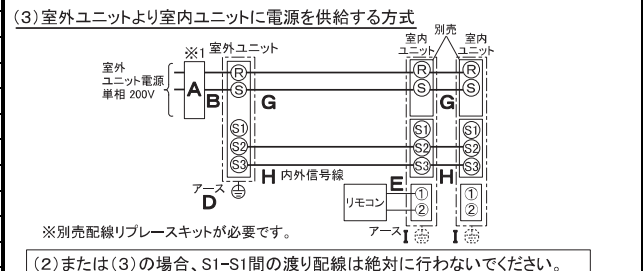 (3)室外ユニットより室内ユニットに電源を供給する方式
別売
※1
室外ユニット
室内
ユニット
室内
ユニット
室外
ユニット電源
単相 200V
A
B
R
S
G
R
S
G
R
S
S1
S2
S3
S1
S2
S3
S1
S2
S3
H 内外信号線
E
H
アース
D
リモコン
①
②
①
②
※別売配線リプレースキットが必要です。
アース I
I
(2)または(3)の場合、S1-S1間の渡り配線は絶対に行わないでください。